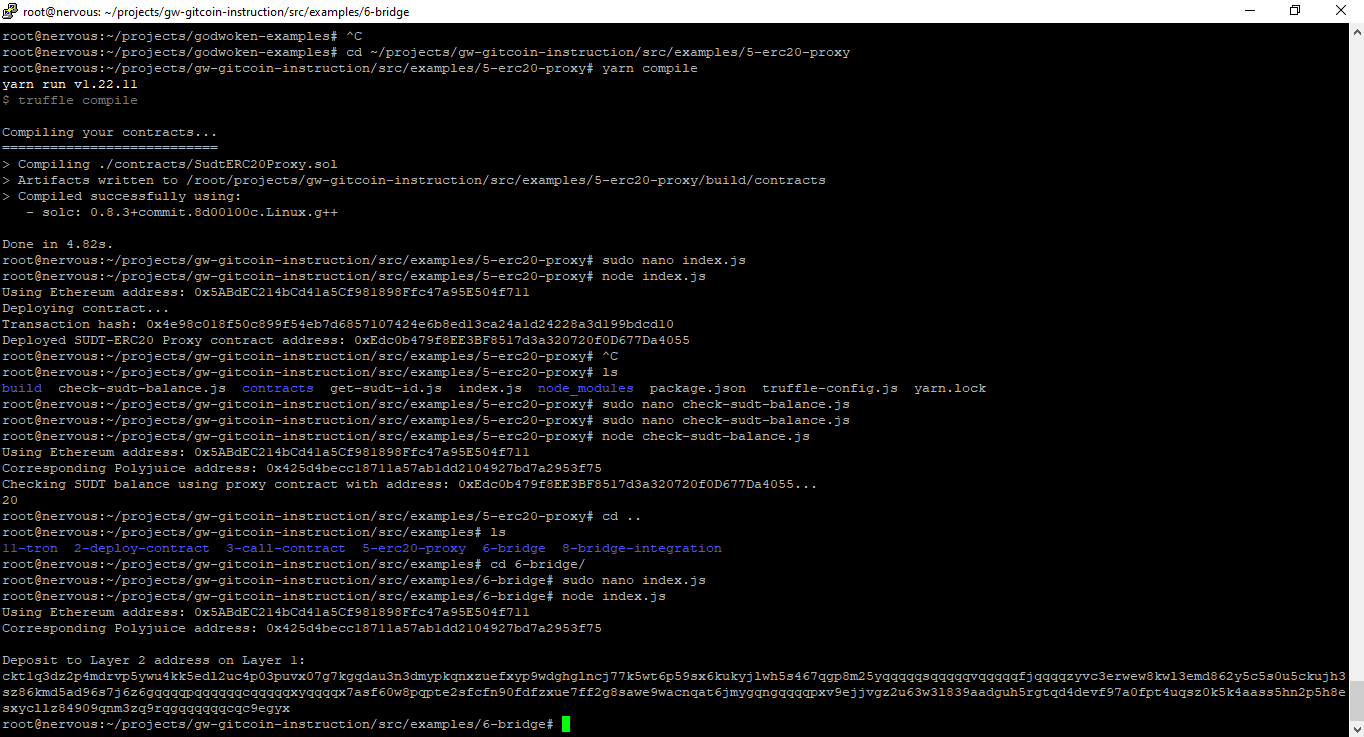 root@nervous: ~/projects/gw-gitcoin-instruction/src/examples/6-bridge
root@nervous:~/projects/godwoken-examples# ^C
root@nervous:~/projects/godwoken-examples# cd ~/projects/gw-gitcoin-instruction/src/examples/5-erc20-proxy
root@nervous:~/projects/gw-gitcoin-instruction/src/examples/5-erc20-proxy# yarn compile
yarn run v1.22.11
$ truffle compile
Compiling your contracts...
===========================
> Compiling ./contracts/SudtERC20Proxy.sol
> Artifacts written to /root/projects/gw-gitcoin-instruction/src/examples/5-erc20-proxy/build/contracts
> Compiled successfully using:
   - solc: 0.8.3+commit.8d00100c.Linux.g++
Done in 4.82s.
root@nervous:~/projects/gw-gitcoin-instruction/src/examples/5-erc20-proxy# sudo nano index.js
root@nervous:~/projects/gw-gitcoin-instruction/src/examples/5-erc20-proxy# node index.js
Using Ethereum address: 0x5ABdEC214bCd41a5Cf981898Ffc47a95E504f711
Deploying contract...
Transaction hash: 0x4e98c018f50c899f54eb7d6857107424e6b8ed13ca24a1d24228a3d199bdcd10
Deployed SUDT-ERC20 Proxy contract address: 0xEdc0b479f8EE3BF8517d3a320720f0D677Da4055
root@nervous:~/projects/gw-gitcoin-instruction/src/examples/5-erc20-proxy# ^C
root@nervous:~/projects/gw-gitcoin-instruction/src/examples/5-erc20-proxy# ls
build  check-sudt-balance.js  contracts  get-sudt-id.js  index.js  node_modules  package.json  truffle-config.js  yarn.lock
root@nervous:~/projects/gw-gitcoin-instruction/src/examples/5-erc20-proxy# sudo nano check-sudt-balance.js
root@nervous:~/projects/gw-gitcoin-instruction/src/examples/5-erc20-proxy# sudo nano check-sudt-balance.js
root@nervous:~/projects/gw-gitcoin-instruction/src/examples/5-erc20-proxy# node check-sudt-balance.js
Using Ethereum address: 0x5ABdEC214bCd41a5Cf981898Ffc47a95E504f711
Corresponding Polyjuice address: 0x425d4becc18711a57ab1dd2104927bd7a2953f75
Checking SUDT balance using proxy contract with address: 0xEdc0b479f8EE3BF8517d3a320720f0D677Da4055...
20
root@nervous:~/projects/gw-gitcoin-instruction/src/examples/5-erc20-proxy# cd ..
root@nervous:~/projects/gw-gitcoin-instruction/src/examples# ls
11-tron  2-deploy-contract  3-call-contract  5-erc20-proxy  6-bridge  8-bridge-integration
root@nervous:~/projects/gw-gitcoin-instruction/src/examples# cd 6-bridge/
root@nervous:~/projects/gw-gitcoin-instruction/src/examples/6-bridge# sudo nano index.js
root@nervous:~/projects/gw-gitcoin-instruction/src/examples/6-bridge# node index.js
Using Ethereum address: 0x5ABdEC214bCd41a5Cf981898Ffc47a95E504f711
Corresponding Polyjuice address: 0x425d4becc18711a57ab1dd2104927bd7a2953f75
Deposit to Layer 2 address on Layer 1:
ckt1q3dz2p4mdrvp5ywu4kk5edl2uc4p03puvx07g7kgqdau3n3dmypkqnxzuefxyp9wdghglncj77k5wt6p59sx6kukyjlwh5s467qgp8m25yqqqqqsqqqqqvqqqqqfjqqqqzyvc3erwew8kwl3emd862y5c5s0u5ckujh3
sz86kmd5ad96s7j6z6gqqqqpqqqqqqcqqqqqxyqqqqx7asf60w8pqpte2sfcfn90fdfzxue7ff2g8sawe9wacnqat6jmygqngqqqqpxv9ejjvgz2u63w3l839aadguh5rgtqd4devf97a0fpt4uqsz0k5k4aass5hn2p5h8e
sxycllz84909qnm3zq9rqgqqqqqqcqc9egyx
root@nervous:~/projects/gw-gitcoin-instruction/src/examples/6-bridge#